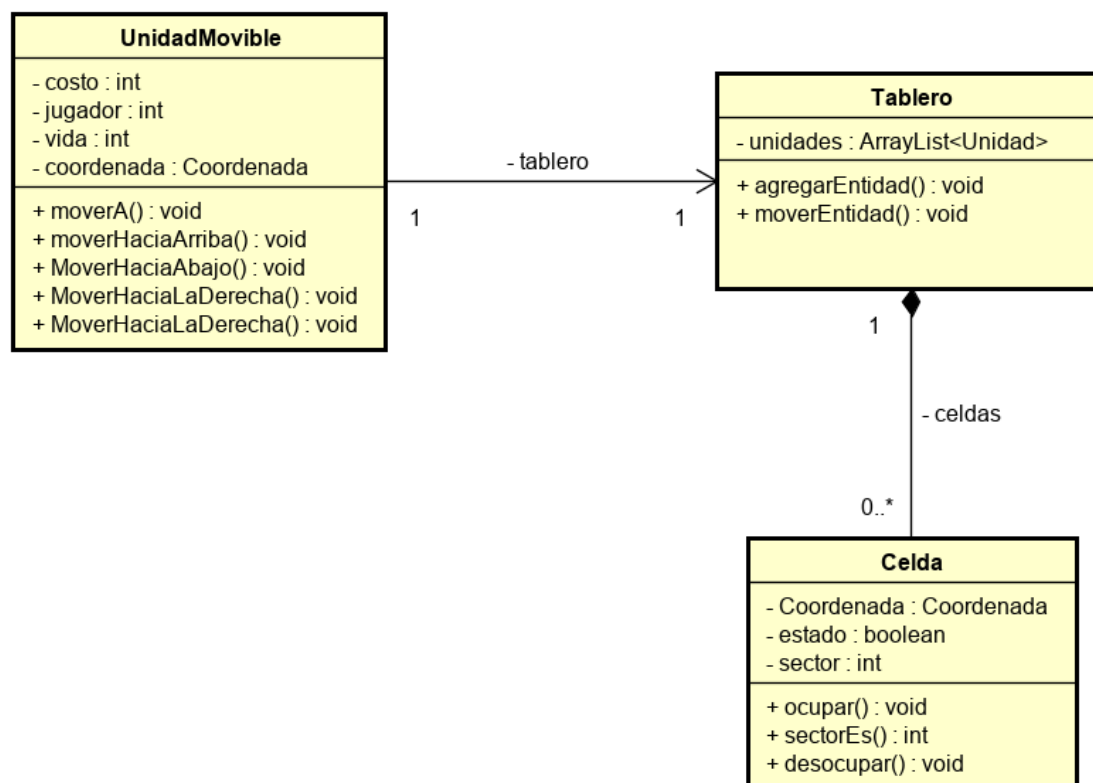 UnidadMovible
- costo : int
- jugador : int
- vida : int
- coordenada : Coordenada
+ moverA() : void
+ moverHaciaArriba() : void
+ MoverHaciaAbajo() : void
+ MoverHaciaLaDerecha() : void
+ MoverHaciaLaDerecha() : void
- tablero
1
1
Tablero
- unidades : ArrayList<Unidad>
+ agregarEntidad() : void
+ moverEntidad() : void
1
- celdas
0..*
Celda
- Coordenada : Coordenada
- estado : boolean
- sector : int
+ ocupar() : void
+ sectorEs() : int
+ desocupar() : void